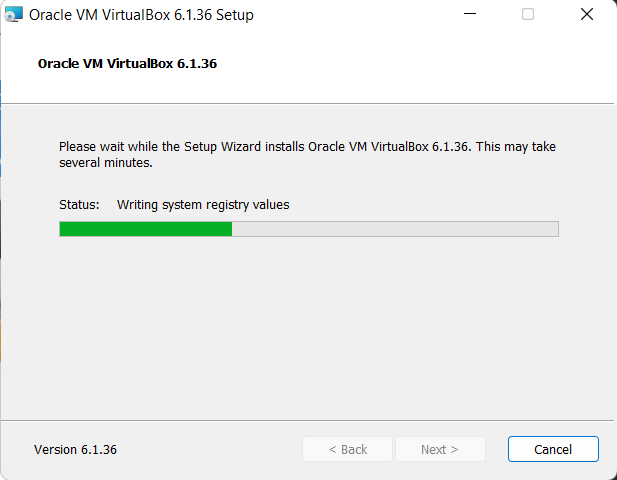 Oracle VM VirtualBox 6.1.36 Setup
Oracle VM VirtualBox 6.1.36
Please wait while the Setup Wizard installs Oracle VM VirtualBox 6.1.36. This may take
several minutes.
Status: Writing system registry values
Version 6.1.36
< Back
Next >
Cancel